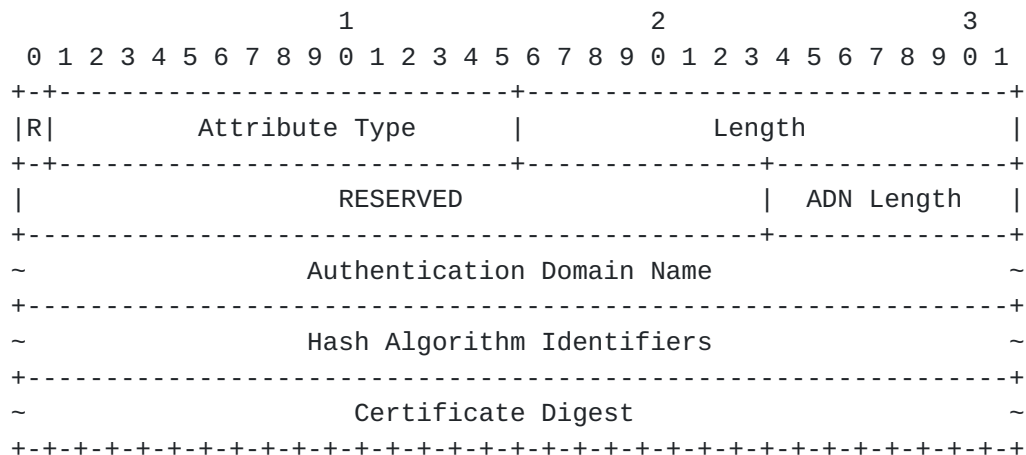 1                   2                   3
 0 1 2 3 4 5 6 7 8 9 0 1 2 3 4 5 6 7 8 9 0 1 2 3 4 5 6 7 8 9 0 1
+-+-----------------------------+-------------------------------+
|R|         Attribute Type      |            Length             |
+-+-----------------------------+---------------+---------------+
|                    RESERVED                   |  ADN Length   |
+-----------------------------------------------+---------------+
~                  Authentication Domain Name                   ~
+---------------------------------------------------------------+
~                  Hash Algorithm Identifiers                   ~
+---------------------------------------------------------------+
~                     Certificate Digest                        ~
+-+-+-+-+-+-+-+-+-+-+-+-+-+-+-+-+-+-+-+-+-+-+-+-+-+-+-+-+-+-+-+-+